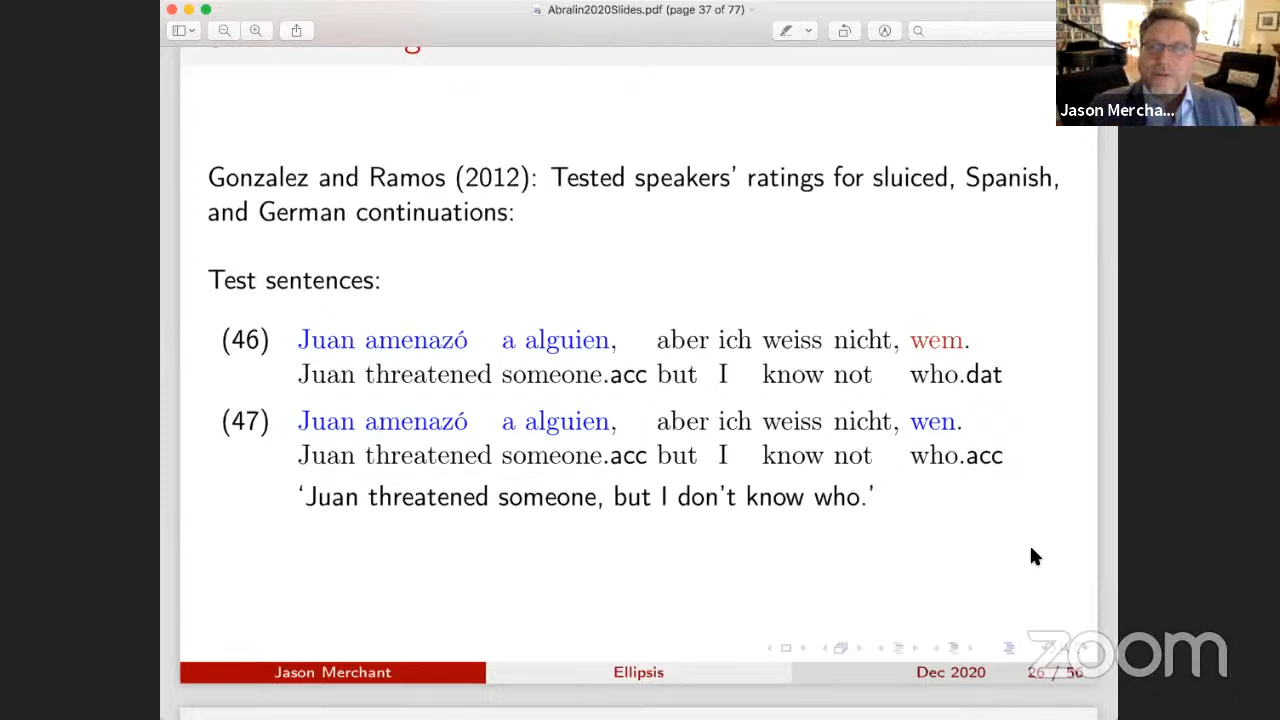 Abralin2020Slides.pdf (page 37 of 77)
Jason Mercha...
Gonzalez and Ramos (2012): Tested speakers' ratings for sluiced, Spanish,
and German continuations:
Test sentences:
(46) Juan amenazó a alguien, aber ich weiss nicht, wem.
Juan threatened someone.acc but I know not who.dat
(47) Juan amenazó a alguien, aber ich weiss nicht, wen.
Juan threatened someone.acc but I know not who.acc
‘Juan threatened someone, but I don't know who.’
Jason Merchant Ellipsis Dec 2020 26 / 56
zoom